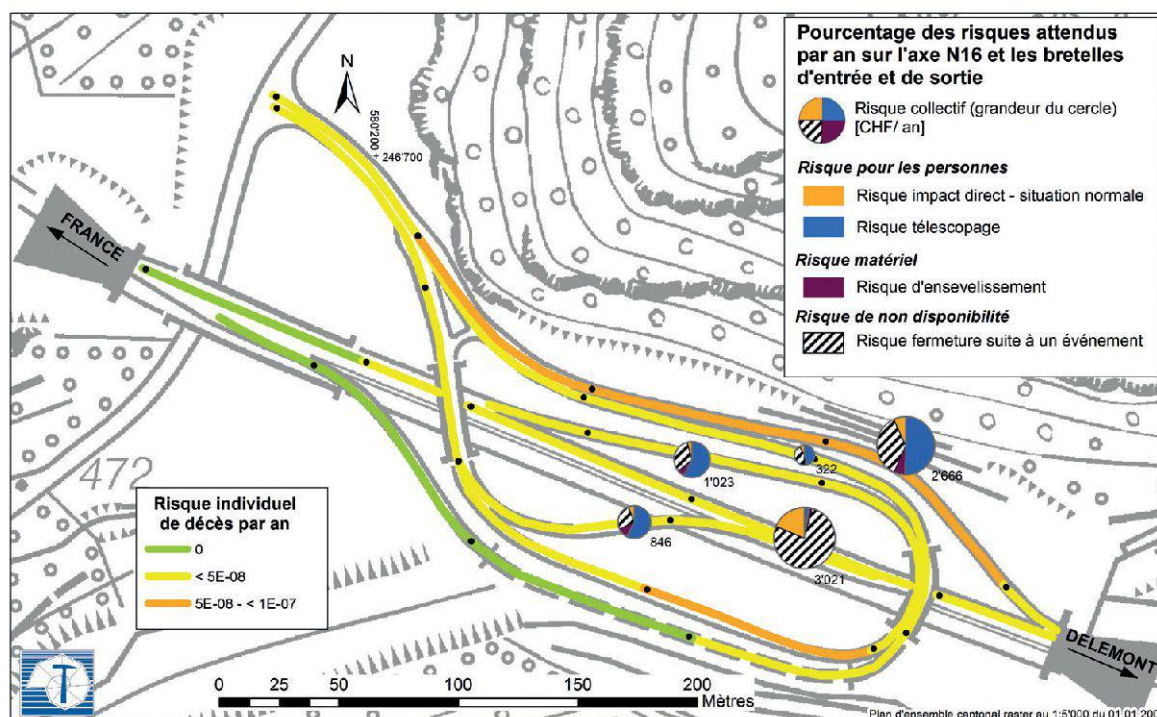 Pourcentage des risques attendus
par an sur l'axe N16 et les bretelles
d'entrée et de sortie
Risque collectif (grandeur du cercle)
[CHF/ an]
Risque pour les personnes
Risque impact direct - situation normale
Risque télescopage
Risque matériel
Risque d'ensevelissement
Risque de non disponibilité
Risque fermeture suite à un événement
N
580'200
246'700
FRANCE
2'666
322
1'023
846
3'021
472
Risque individuel
de décès par an
0
< 5E-08
5E-08 - < 1E-07
DELEMONT
T
0 50 100 150 200
Mètres
Plan d'ensemble cantonal raster au 1:5'000 du 01.01